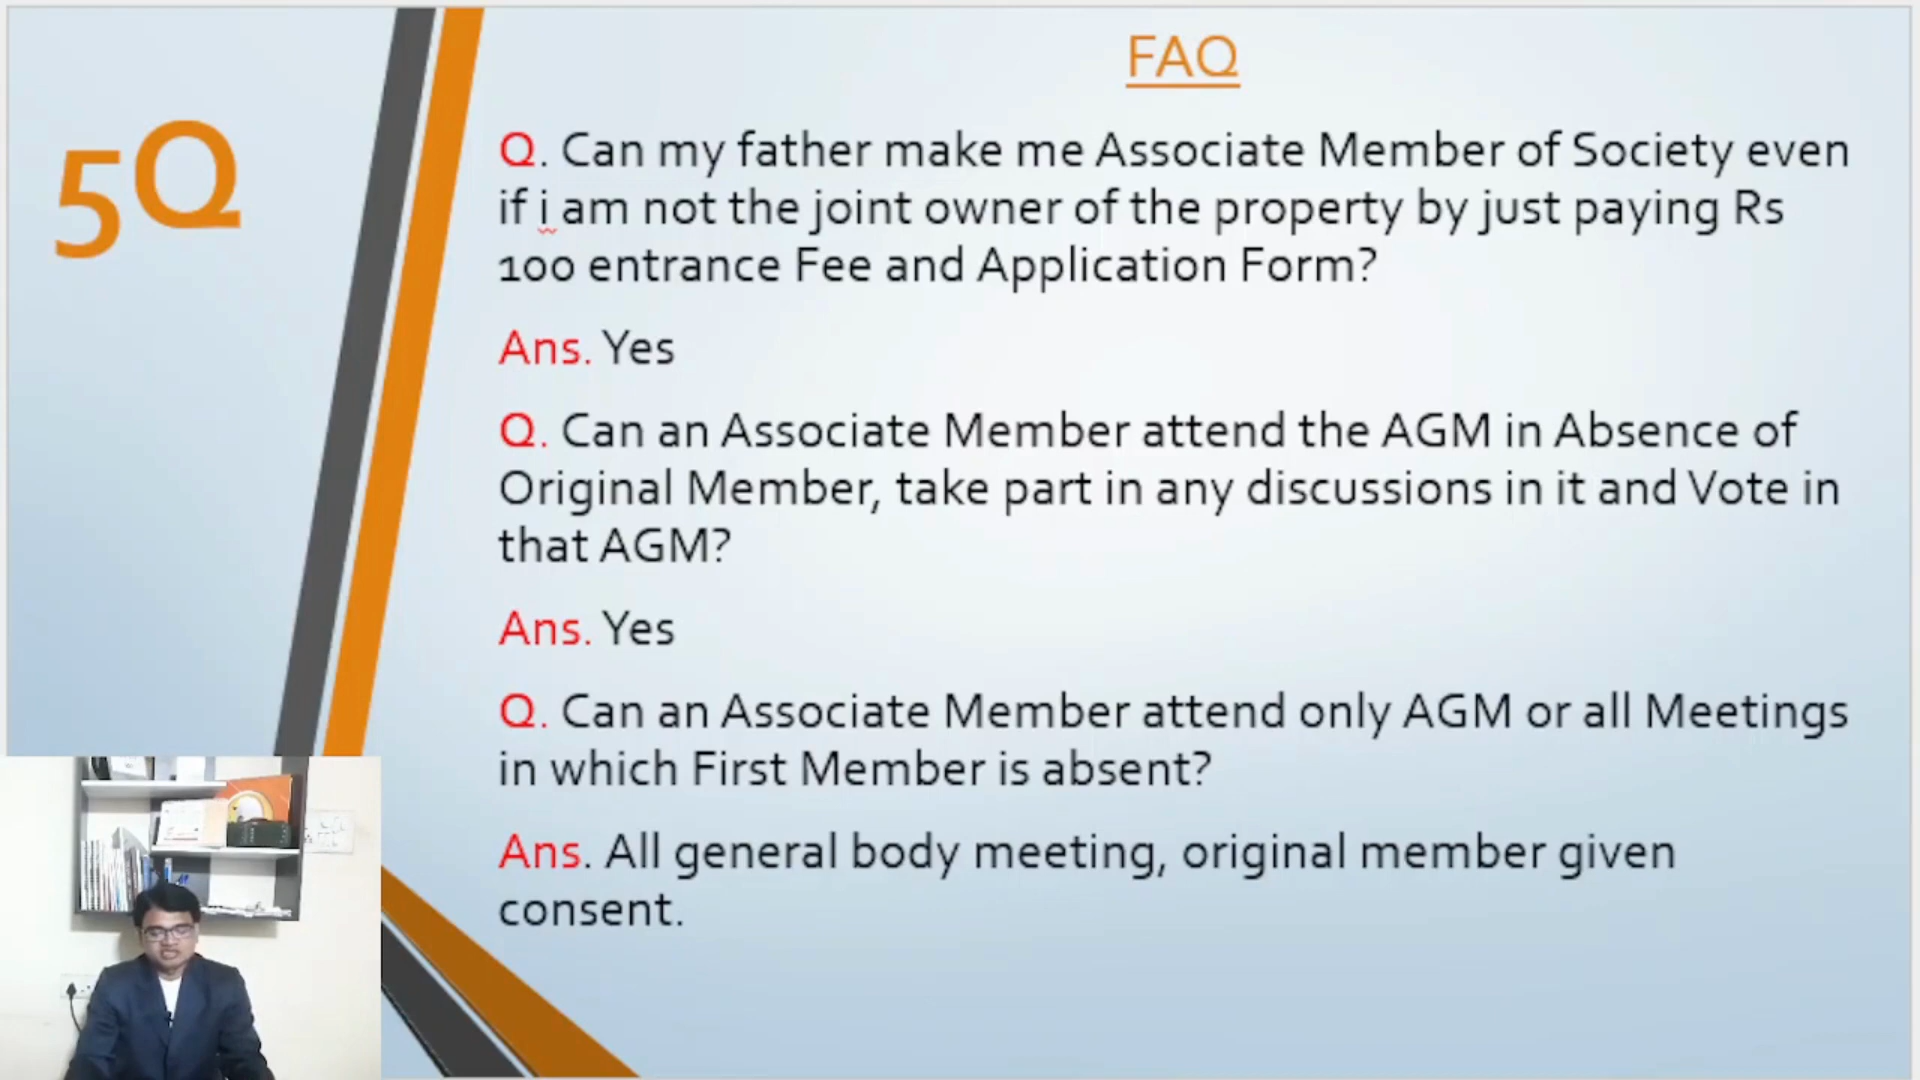 FAQ
5Q
Q. Can my father make me Associate Member of Society even
if i am not the joint owner of the property by just paying Rs
100 entrance Fee and Application Form?
Ans. Yes
Q. Can an Associate Member attend the AGM in Absence of
Original Member, take part in any discussions in it and Vote in
that AGM?
Ans. Yes
Q. Can an Associate Member attend only AGM or all Meetings
in which First Member is absent?
Ans. All general body meeting, original member given
consent.